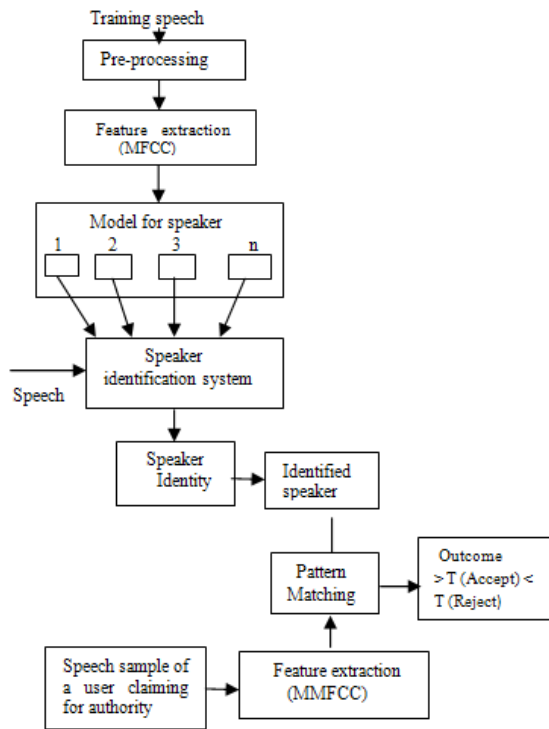 Training speech
Pre-processing
Feature extraction
(MFCC)
Model for speaker
1 2 3 n
Speaker
identification system
Speech
Speaker
Identity
Identified
speaker
Pattern
Matching
Outcome
> T (Accept) <
T (Reject)
Speech sample of
a user claiming
for authority
Feature extraction
(MMFCC)